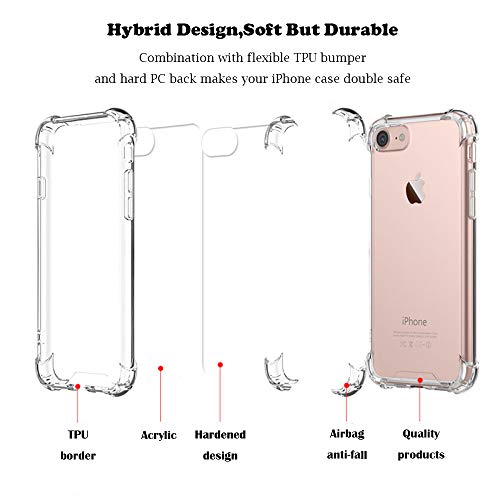 Hybrid Design,Soft But Durable
Combination with flexible TPU bumper
and hard PC back makes your iPhone case double safe
iPhone
TPU
border
Acrylic
Hardened
design
Airbag
anti-fall
Quality
products